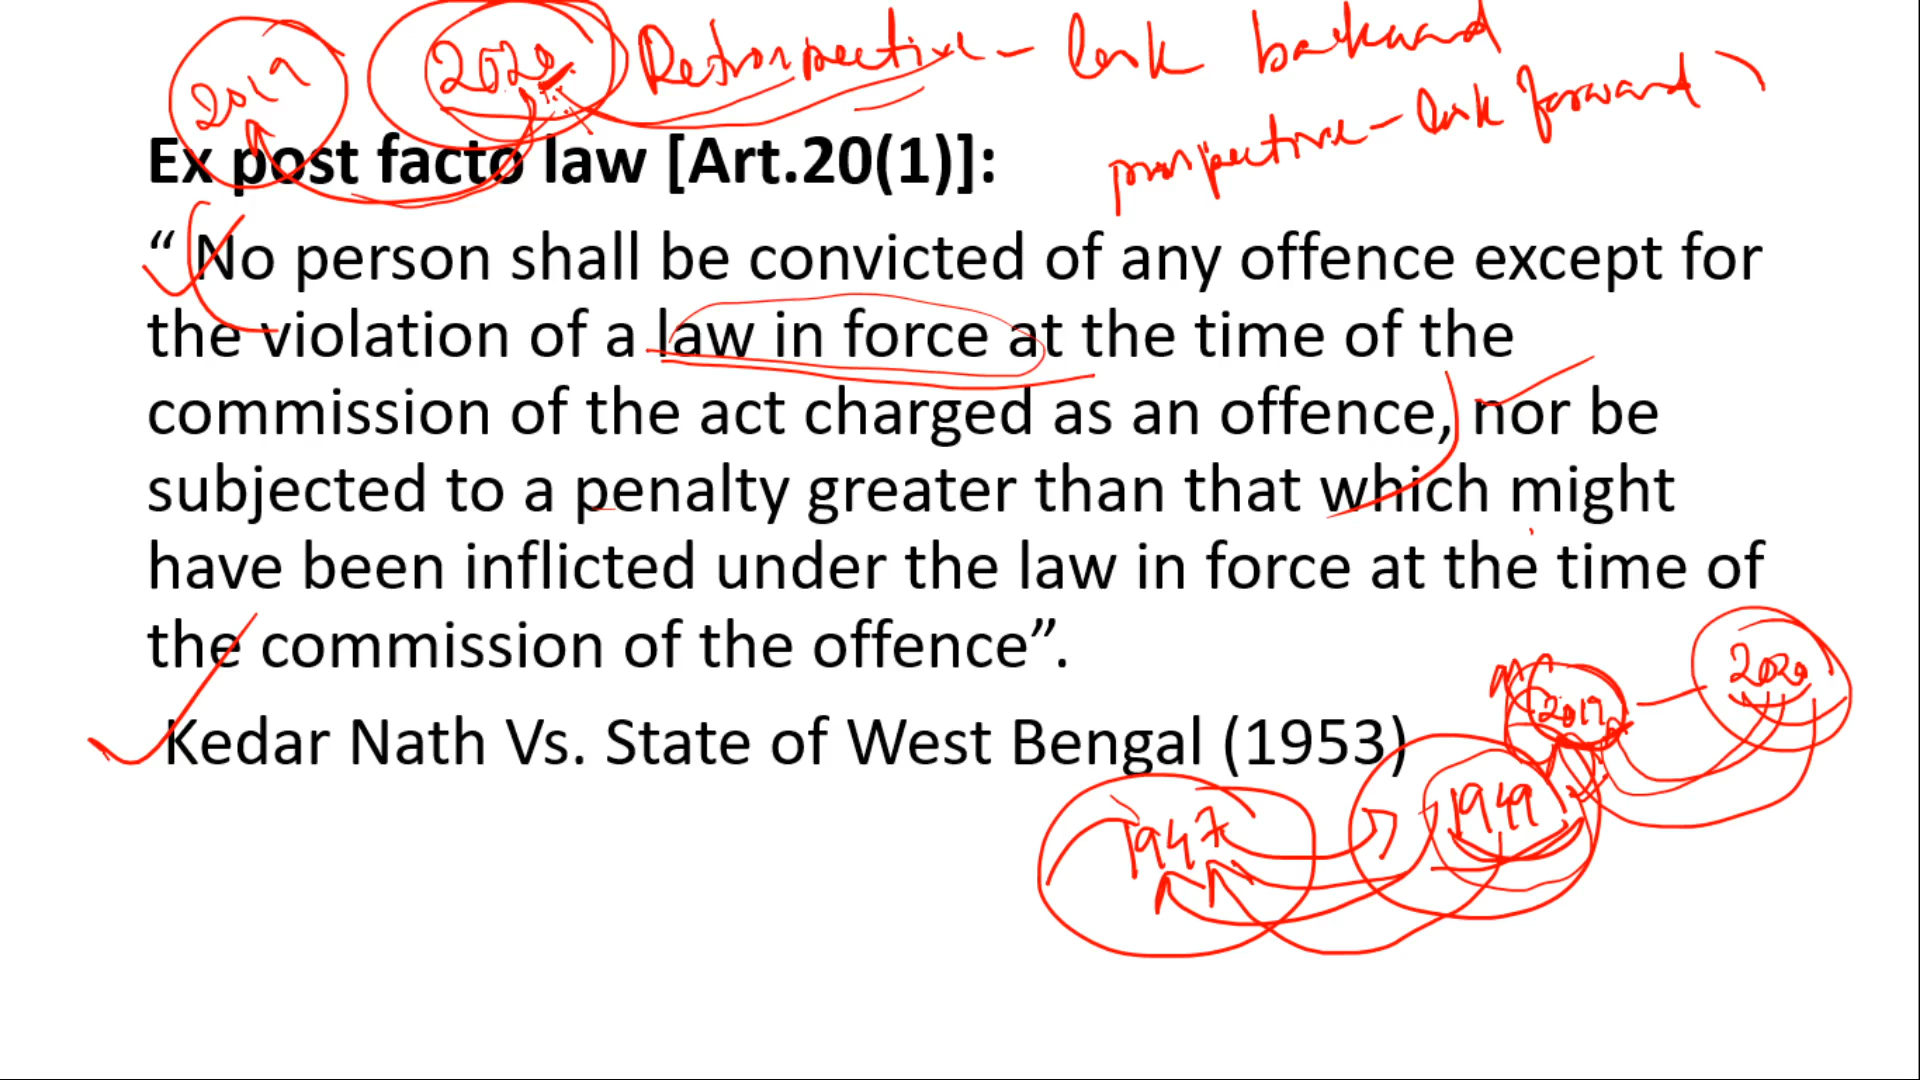 2019 2020 Retrospective - look backward
prospective - look forward
Ex post facto law [Art.20(1)]:
“ No person shall be convicted of any offence except for
the violation of a law in force at the time of the
commission of the act charged as an offence, nor be
subjected to a penalty greater than that which might
have been inflicted under the law in force at the time of
the commission of the offence”.
2020
2019
Kedar Nath Vs. State of West Bengal (1953)
1949
1947